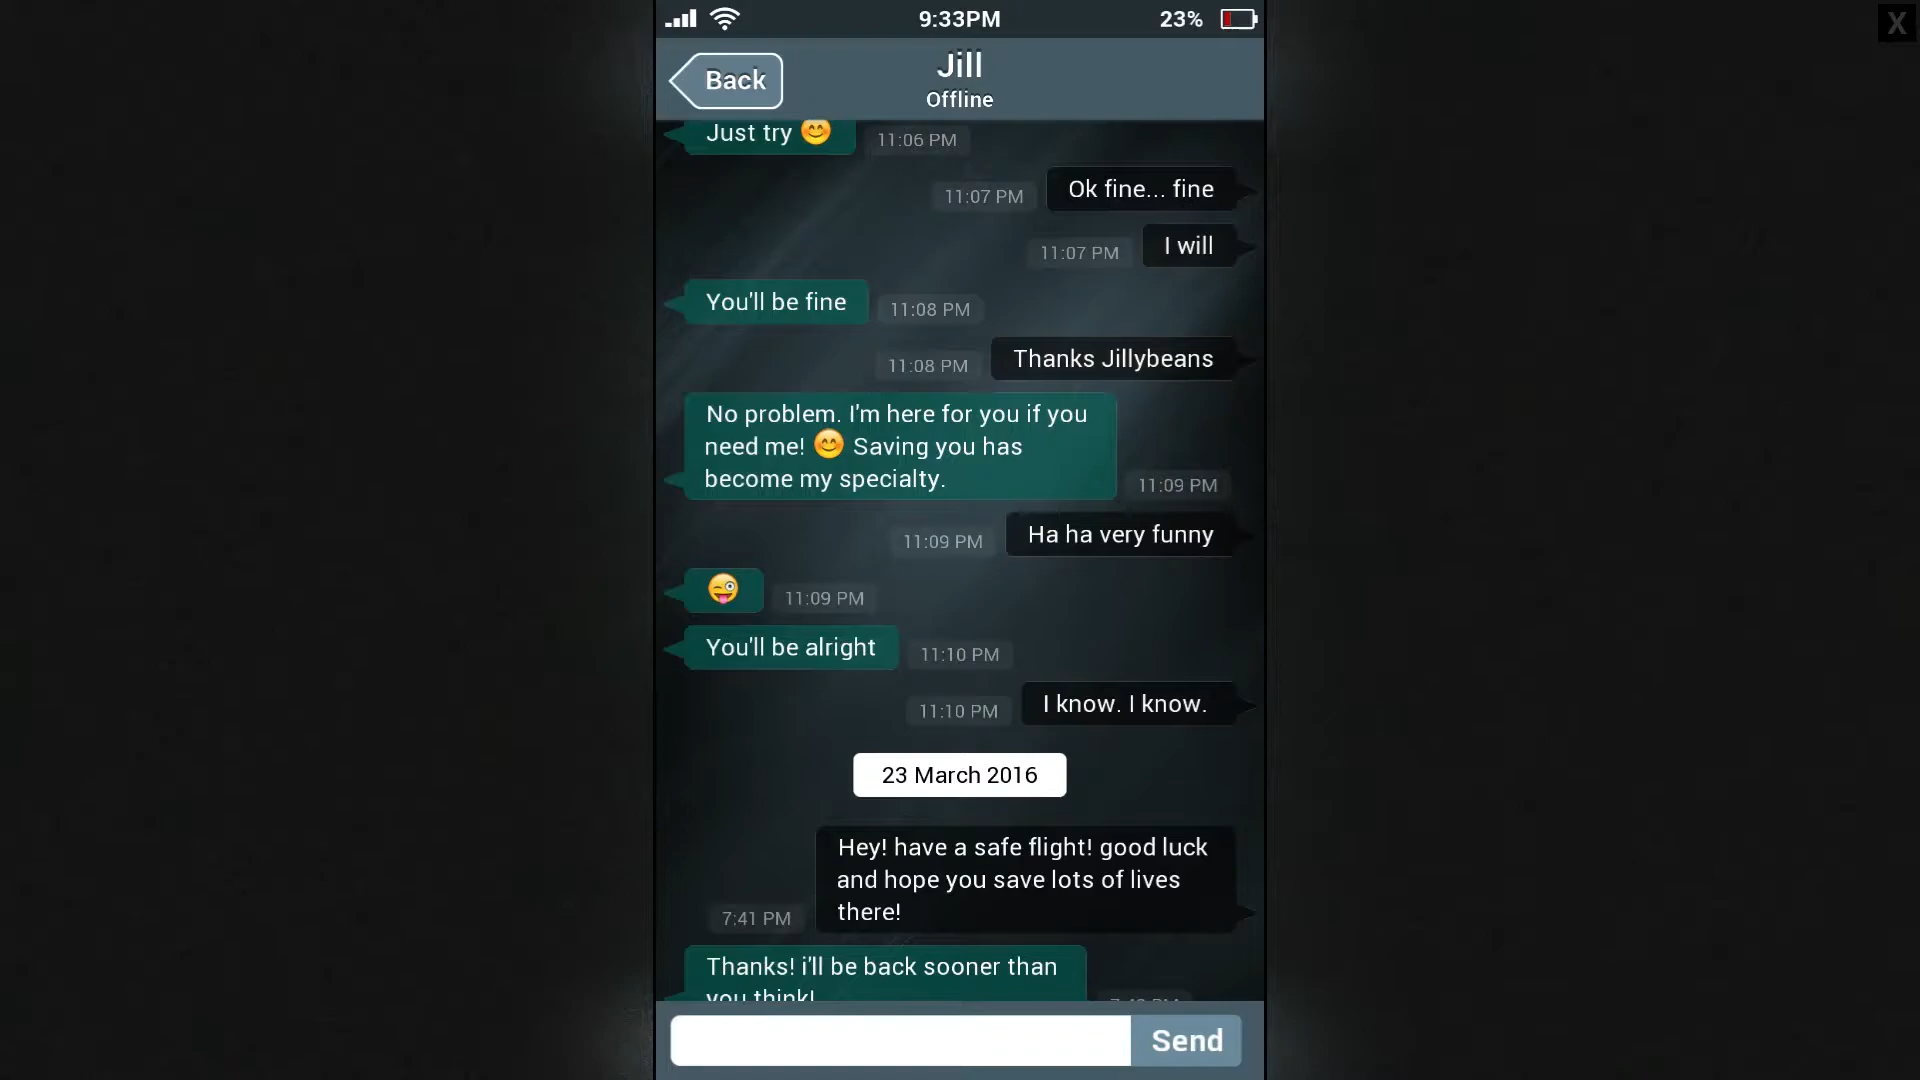 9:33PM
23%
X
Back
Jill
Offline
Just try 😊
11:06 PM
Ok fine... fine
11:07 PM
I will
11:07 PM
You'll be fine
11:08 PM
Thanks Jillybeans
11:08 PM
No problem. I'm here for you if you
need me! 😊 Saving you has
become my specialty.
11:09 PM
Ha ha very funny
11:09 PM
😜
11:09 PM
You'll be alright
11:10 PM
I know. I know.
11:10 PM
23 March 2016
Hey! have a safe flight! good luck
and hope you save lots of lives
there!
7:41 PM
Thanks! i'll be back sooner than
you think!
Send